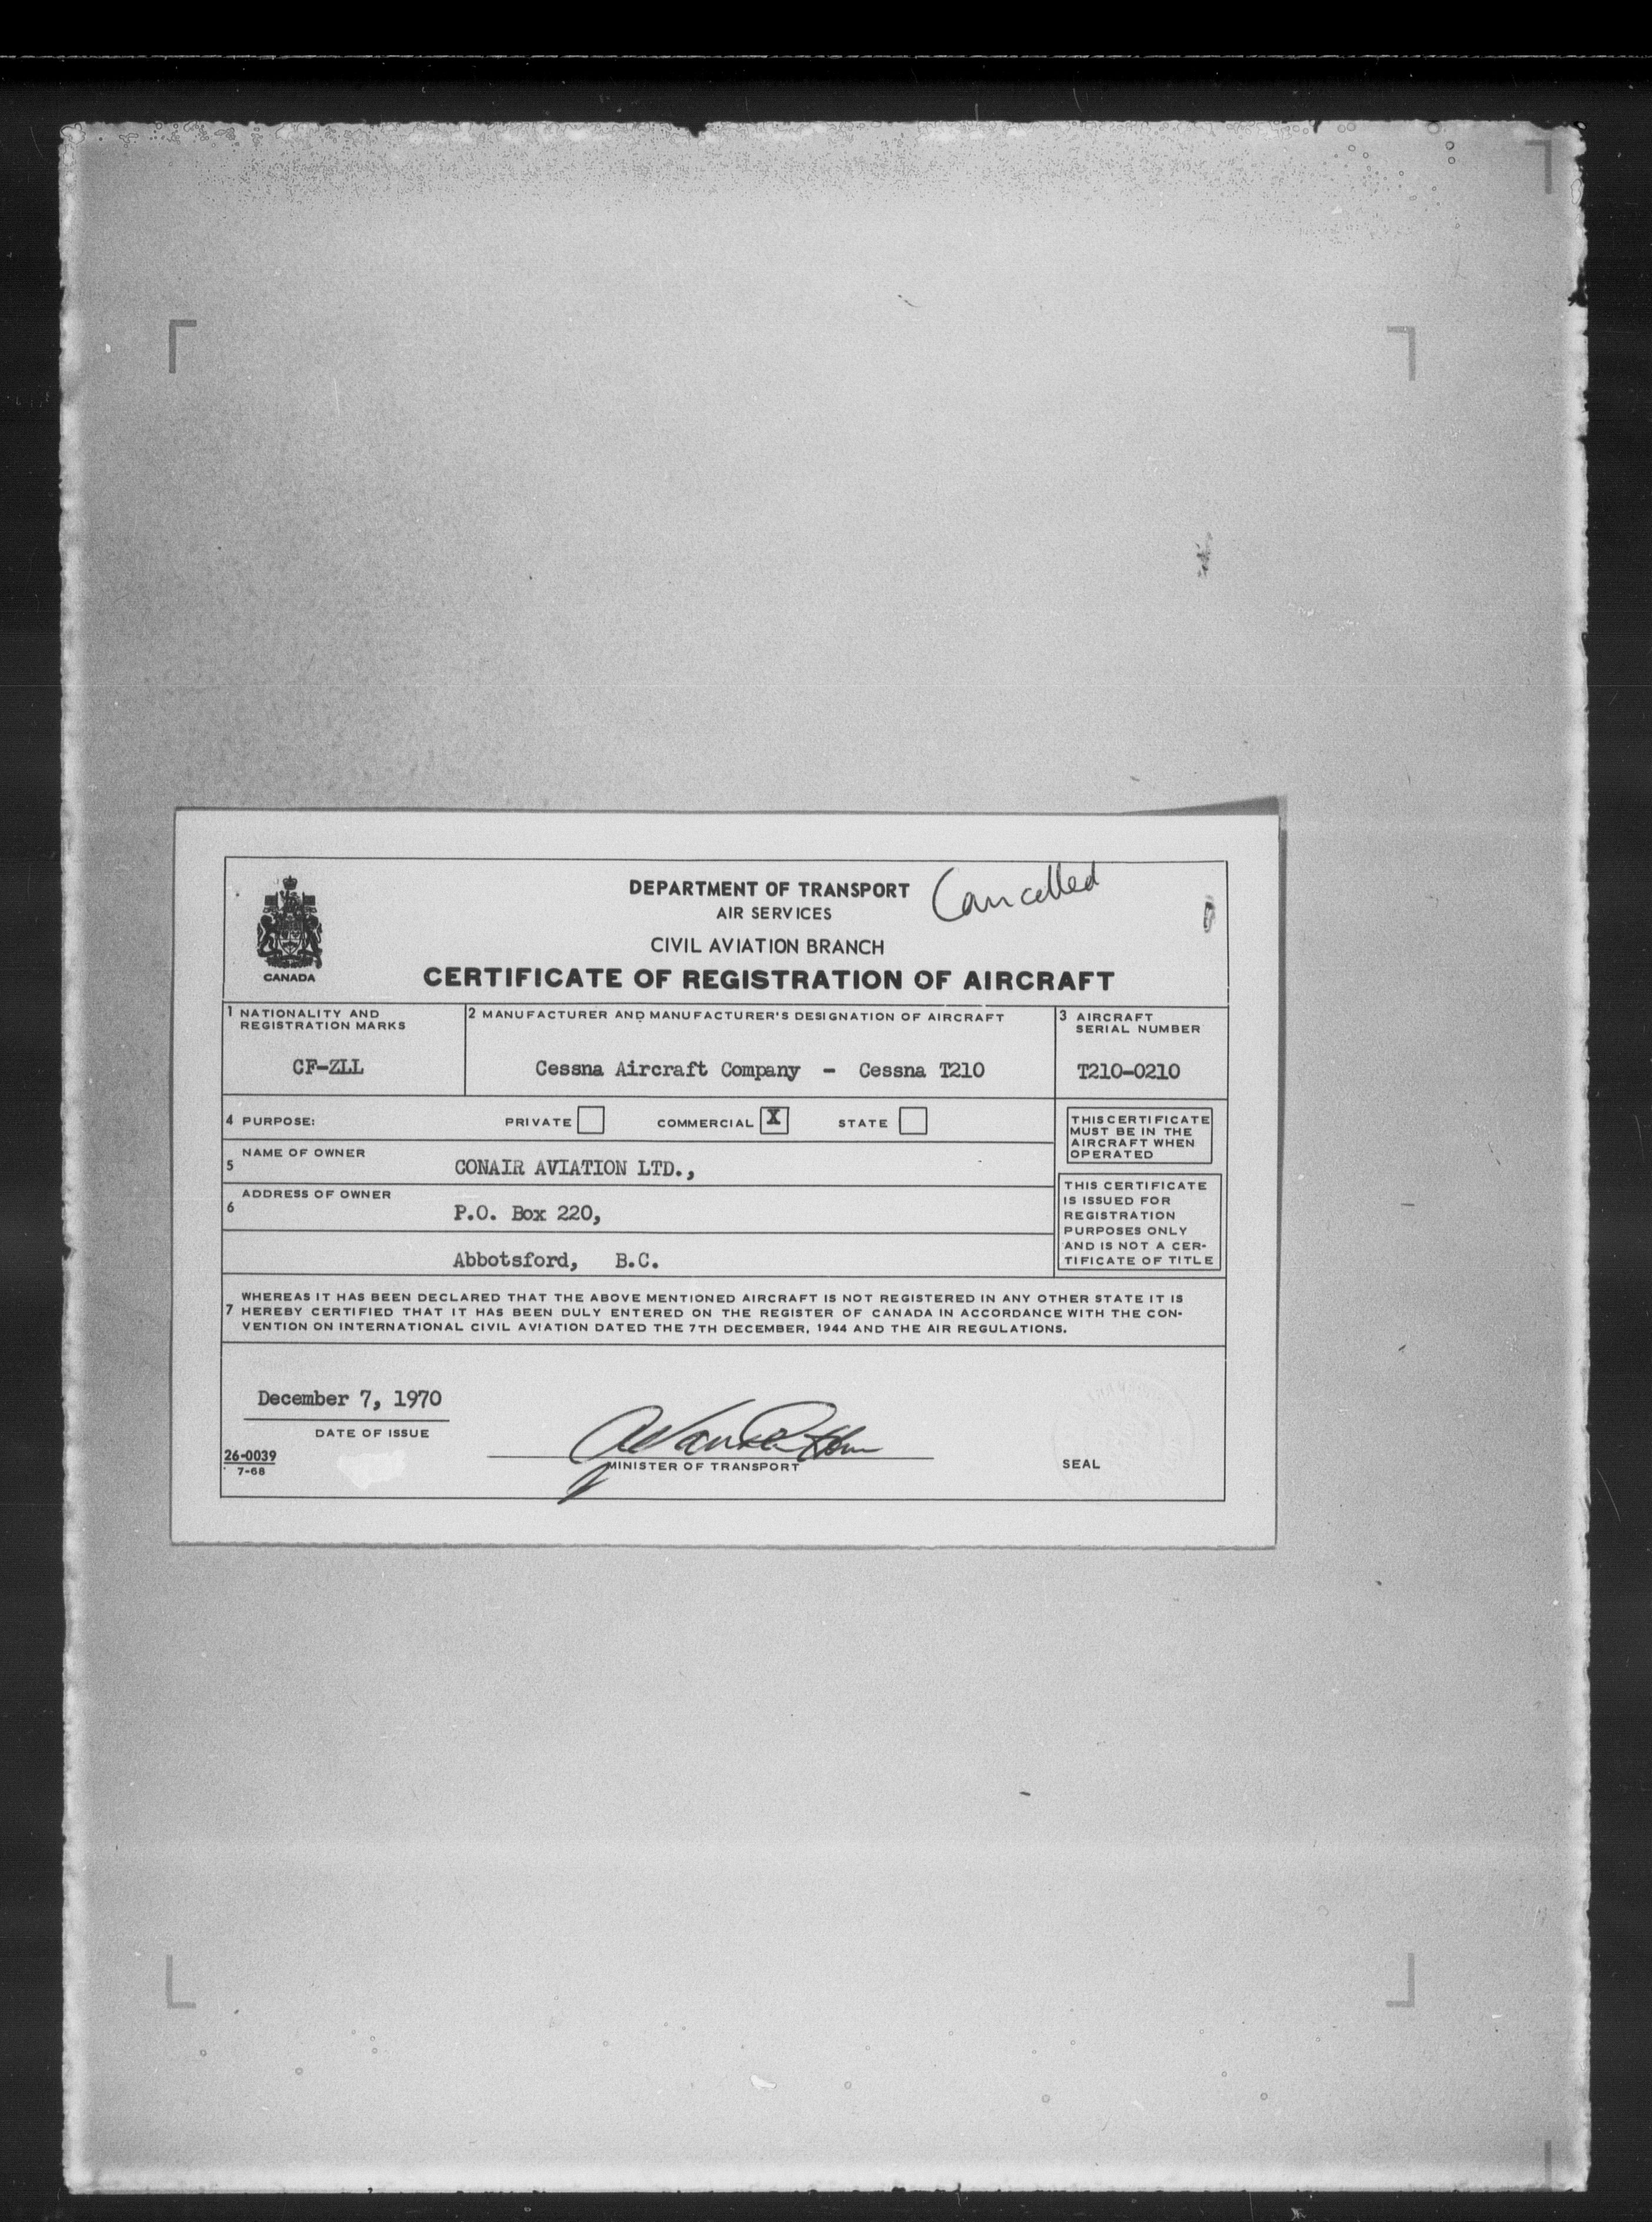 DEPARTMENT OF TRANSPORT
Cancelled
AIR SERVICES
CIVIL AVIATION BRANCH
CANADA
CERTIFICATE OF REGISTRATION OF AIRCRAFT
1 NATIONALITY AND
REGISTRATION MARKS
CF-ZLL
2 MANUFACTURER AND MANUFACTURER'S DESIGNATION OF AIRCRAFT
Cessna Aircraft Company - Cessna T210
3 AIRCRAFT
SERIAL NUMBER
T210-0210
4 PURPOSE: PRIVATE COMMERCIAL X STATE
THIS CERTIFICATE
MUST BE IN THE
AIRCRAFT WHEN
OPERATED
5 NAME OF OWNER
CONAIR AVIATION LTD.,
6 ADDRESS OF OWNER
P.O. Box 220,
Abbotsford, B.C.
THIS CERTIFICATE
IS ISSUED FOR
REGISTRATION
PURPOSES ONLY
AND IS NOT A CER-
TIFICATE OF TITLE
WHEREAS IT HAS BEEN DECLARED THAT THE ABOVE MENTIONED AIRCRAFT IS NOT REGISTERED IN ANY OTHER STATE IT IS
7 HEREBY CERTIFIED THAT IT HAS BEEN DULY ENTERED ON THE REGISTER OF CANADA IN ACCORDANCE WITH THE CON-
VENTION ON INTERNATIONAL CIVIL AVIATION DATED THE 7TH DECEMBER, 1944 AND THE AIR REGULATIONS.
December 7, 1970
DATE OF ISSUE
26-0039
7-68
MINISTER OF TRANSPORT
SEAL